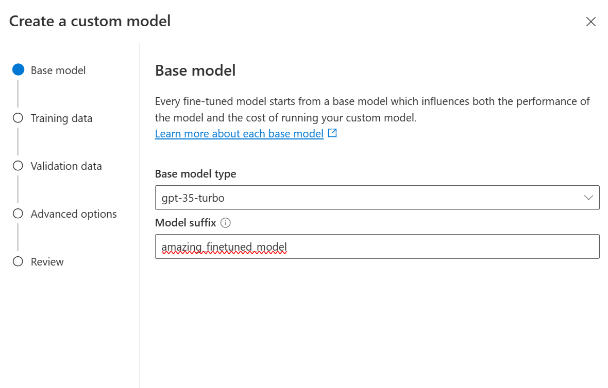 Create a custom model
Base model
Training data
Validation data
Advanced options
Review
Base model
Every fine-tuned model starts from a base model which influences both the performance of
the model and the cost of running your custom model.
Learn more about each base model
Base model type
gpt-35-turbo
Model suffix
amazing_finetuned_model